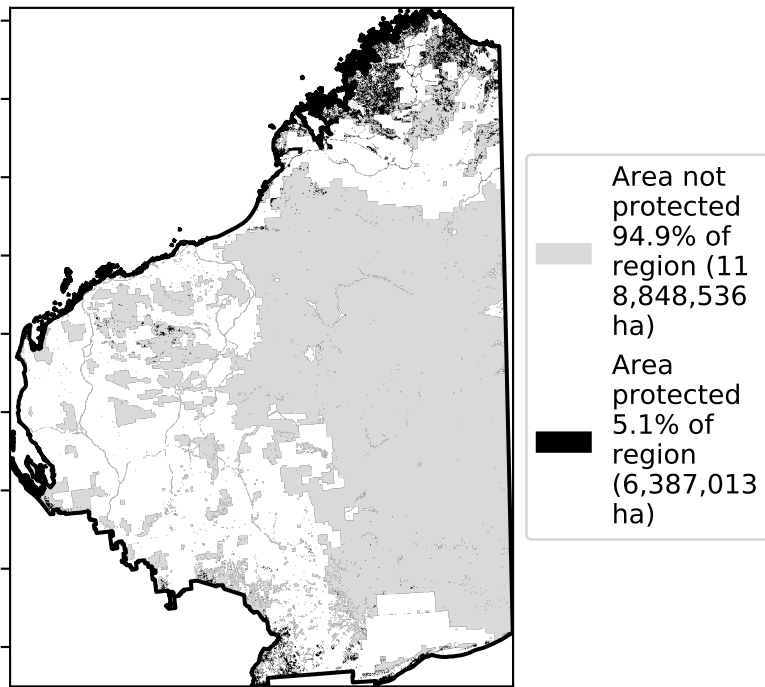 Area not
protected
94.9% of
region (11
8,848,536
ha)
Area
protected
5.1% of
region
(6,387,013
ha)